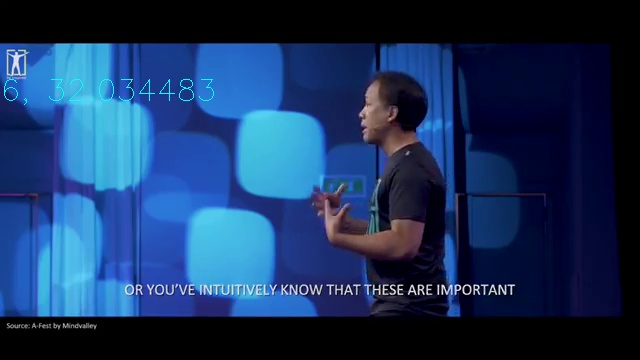 6, 32.034483
OR YOU'VE INTUITIVELY KNOW THAT THESE ARE IMPORTANT
Source: A-Fest by Mindvalley